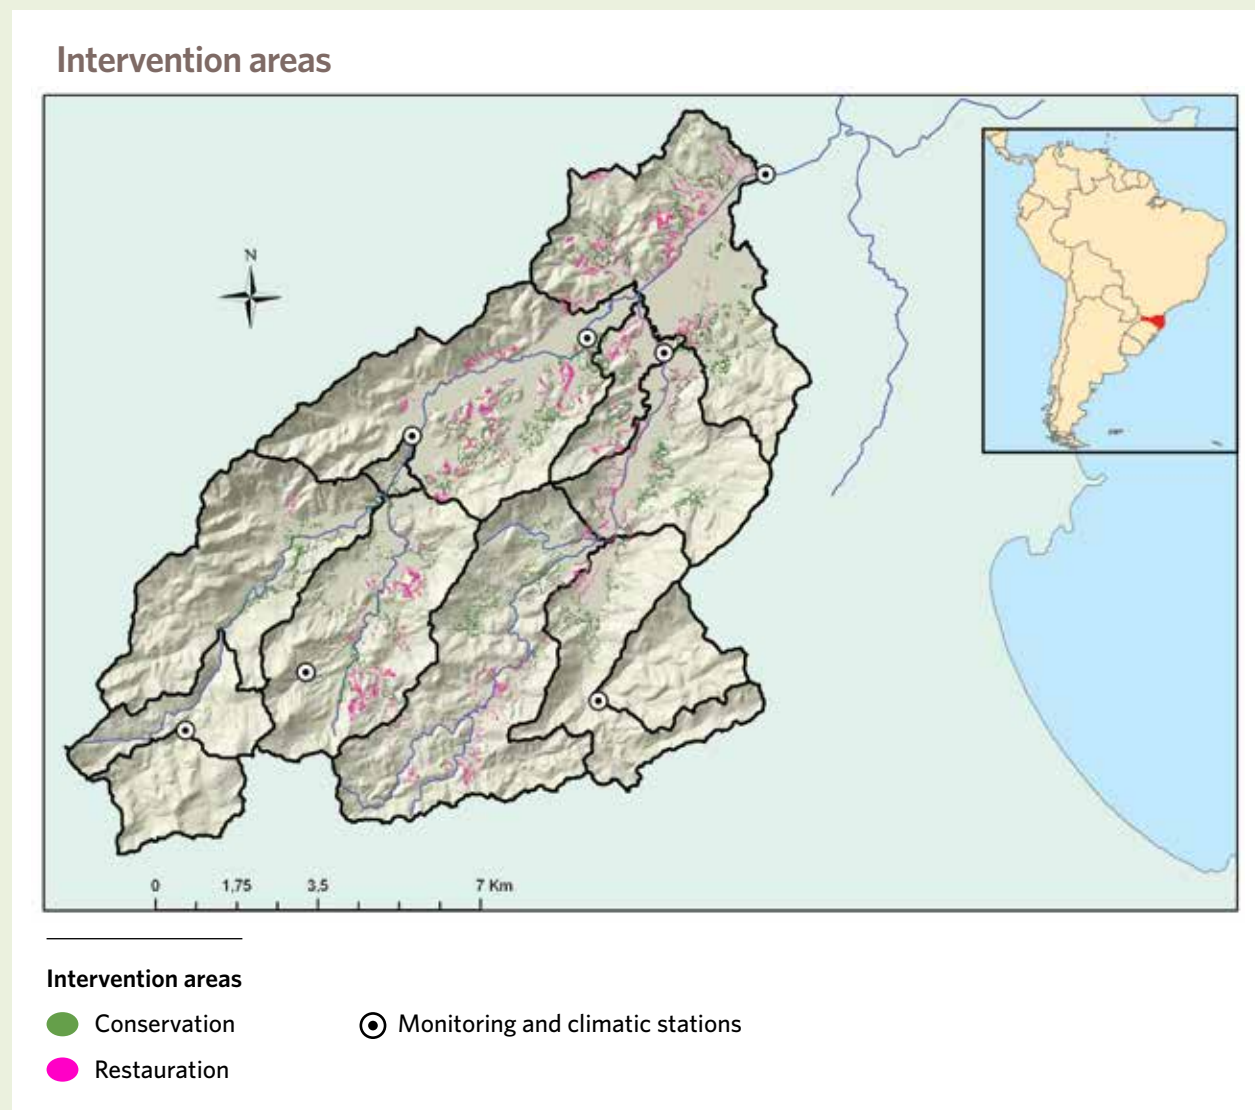 Intervention areas
N
0 1,75 3,5 7 Km
Intervention areas
Conservation
Monitoring and climatic stations
Restauration